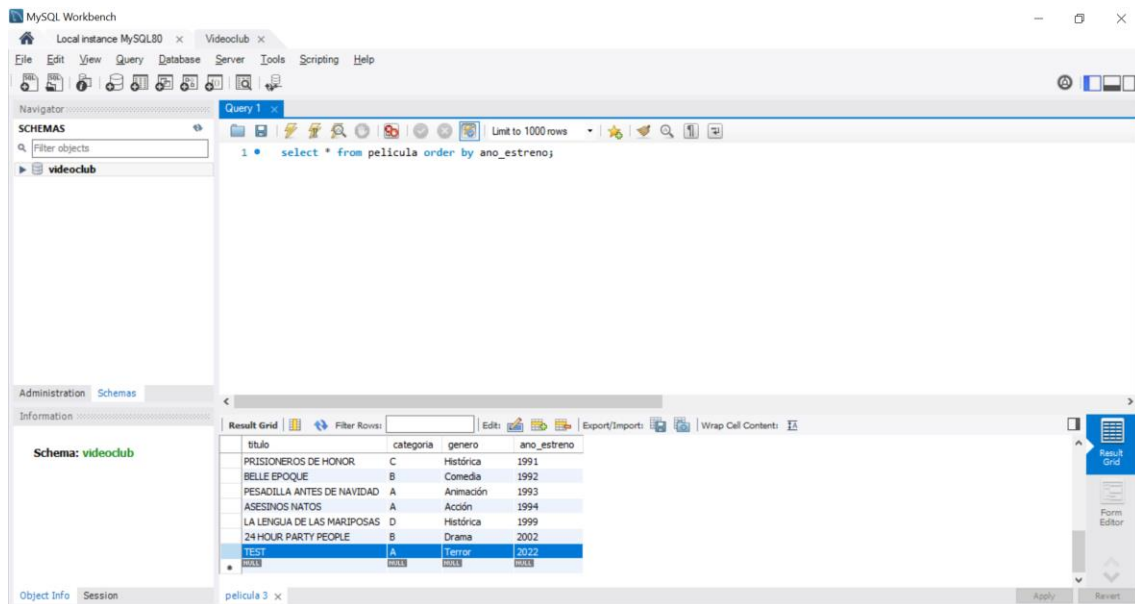 MySQL Workbench
Local instance MySQL80 × Videoclub ×
File Edit View Query Database Server Tools Scripting Help
Navigator
Query 1 ×
SCHEMAS
Limit to 1000 rows
Filter objects
1 select * from pelicula order by ano_estreno;
videoclub
Administration Schemas
Information
Result Grid Filter Rows: Edit: Export/Import: Wrap Cell Content:
Schema: videoclub
titulo categoria genero ano_estreno
PRISIONEROS DE HONOR C Histórica 1991
BELLE EPOQUE B Comedia 1992
PESADILLA ANTES DE NAVIDAD A Animación 1993
ASESINOS NATOS A Acción 1994
LA LENGUA DE LAS MARIPOSAS D Histórica 1999
24 HOUR PARTY PEOPLE B Drama 2002
TEST A Terror 2022
NULL NULL NULL NULL
Result
Grid
Form
Editor
Object Info Session pelicula 3 × Apply Revert